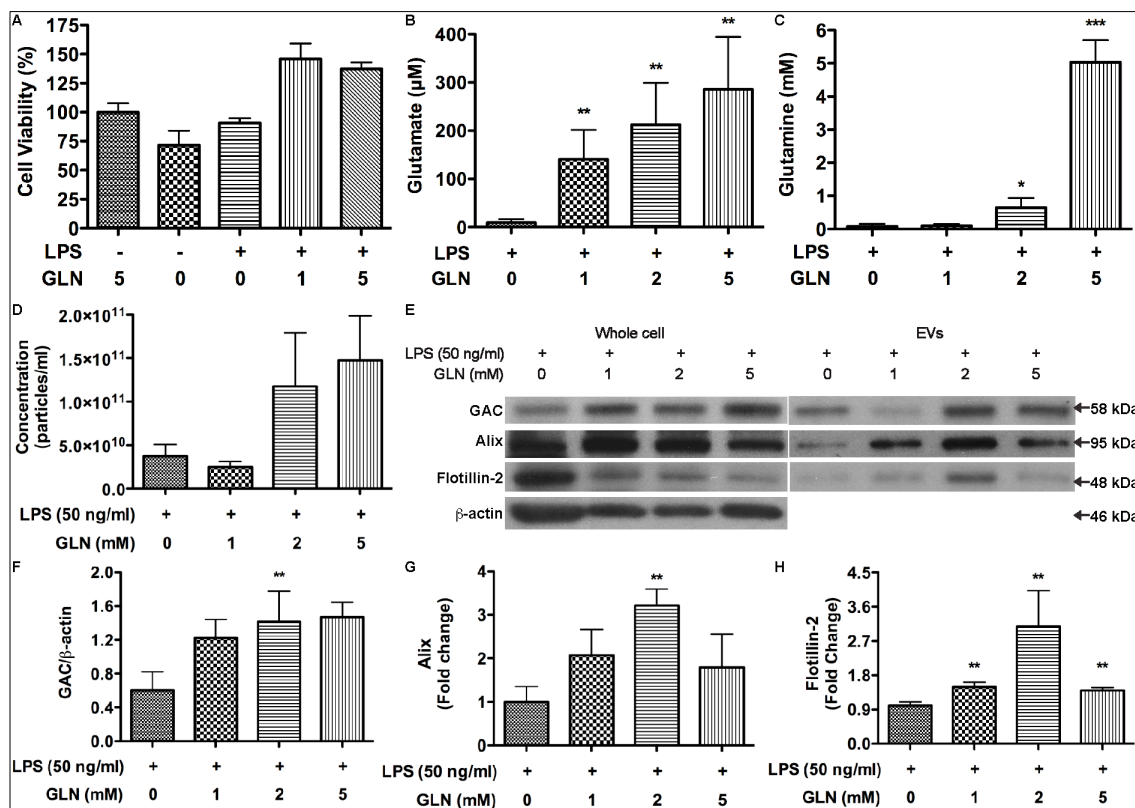 A
Cell Viability (%)
175
150
125
100
75
50
25
0
LPS - - + + +
GLN 5 0 0 1 5
B
Glutamate (µM)
400
300
200
100
0
** ** **
LPS + + + +
GLN 0 1 2 5
C
Glutamine (mM)
6
5
4
3
2
1
0
* ***
LPS + + + +
GLN 0 1 2 5
D
Concentration
(particles/ml)
2.0×10¹¹
1.5×10¹¹
1.0×10¹¹
5.0×10¹⁰
0.0
LPS (50 ng/ml) + + + +
GLN (mM) 0 1 2 5
E
Whole cell EVs
LPS (50 ng/ml) + + + + + + + +
GLN (mM) 0 1 2 5 0 1 2 5
GAC 58 kDa
Alix 95 kDa
Flotillin-2 48 kDa
β-actin 46 kDa
F
GAC/β-actin
2.0
1.6
1.2
0.8
0.4
0.0
**
LPS (50 ng/ml) + + + +
GLN (mM) 0 1 2 5
G
Alix
(Fold change)
4
3
2
1
0
**
LPS (50 ng/ml) + + + +
GLN (mM) 0 1 2 5
H
Flotillin-2
(Fold Change)
4.5
3.6
2.7
1.8
0.9
0.0
** ** **
LPS (50 ng/ml) + + + +
GLN (mM) 0 1 2 5